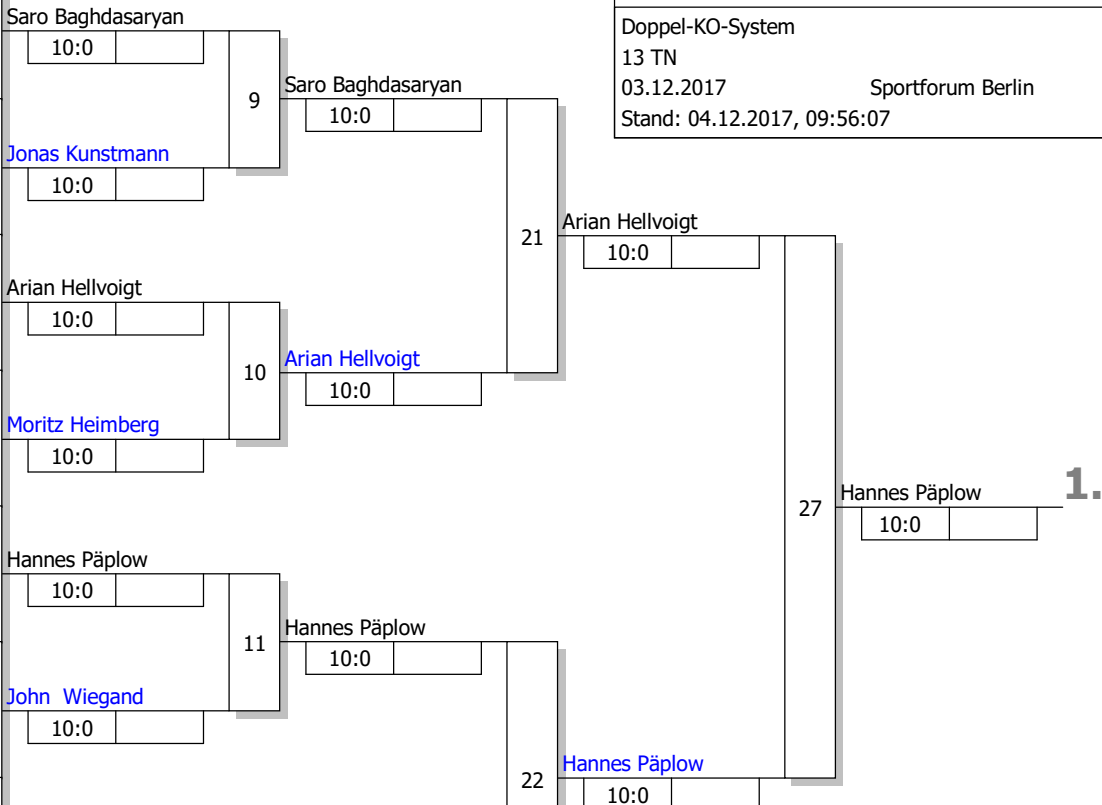 Saro Baghdasaryan
10:0
Doppel-KO-System
13 TN
03.12.2017 Sportforum Berlin
Stand: 04.12.2017, 09:56:07
9
Saro Baghdasaryan
10:0
Jonas Kunstmann
10:0
21
Arian Hellvoigt
10:0
Arian Hellvoigt
10:0
10
Arian Hellvoigt
10:0
Moritz Heimberg
10:0
27
Hannes Päplow
1.
10:0
Hannes Päplow
10:0
11
Hannes Päplow
10:0
John  Wiegand
10:0
22
Hannes Päplow
10:0